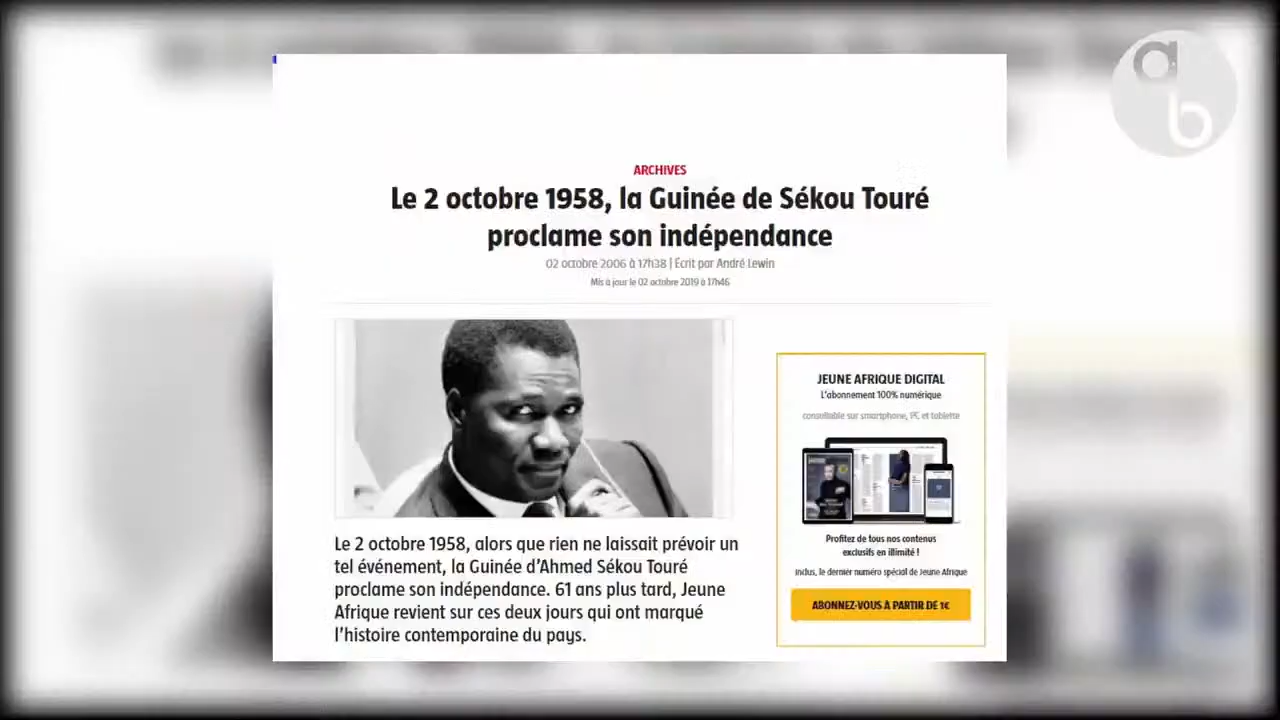 ab
ARCHIVES
Le 2 octobre 1958, la Guinée de Sékou Touré
proclame son indépendance
02 octobre 2006 à 17h38 | Écrit par André Lewin
Mis à jour le 02 octobre 2019 à 17h46
Le 2 octobre 1958, alors que rien ne laissait prévoir un
tel événement, la Guinée d'Ahmed Sékou Touré
proclame son indépendance. 61 ans plus tard, Jeune
Afrique revient sur ces deux jours qui ont marqué
l'histoire contemporaine du pays.
JEUNE AFRIQUE DIGITAL
L'abonnement 100% numérique
consultable sur smartphone, PC et tablette
Profitez de tous nos contenus
exclusifs en illimité !
Inclus, le dernier numéro spécial de Jeune Afrique
ABONNEZ-VOUS À PARTIR DE 1€